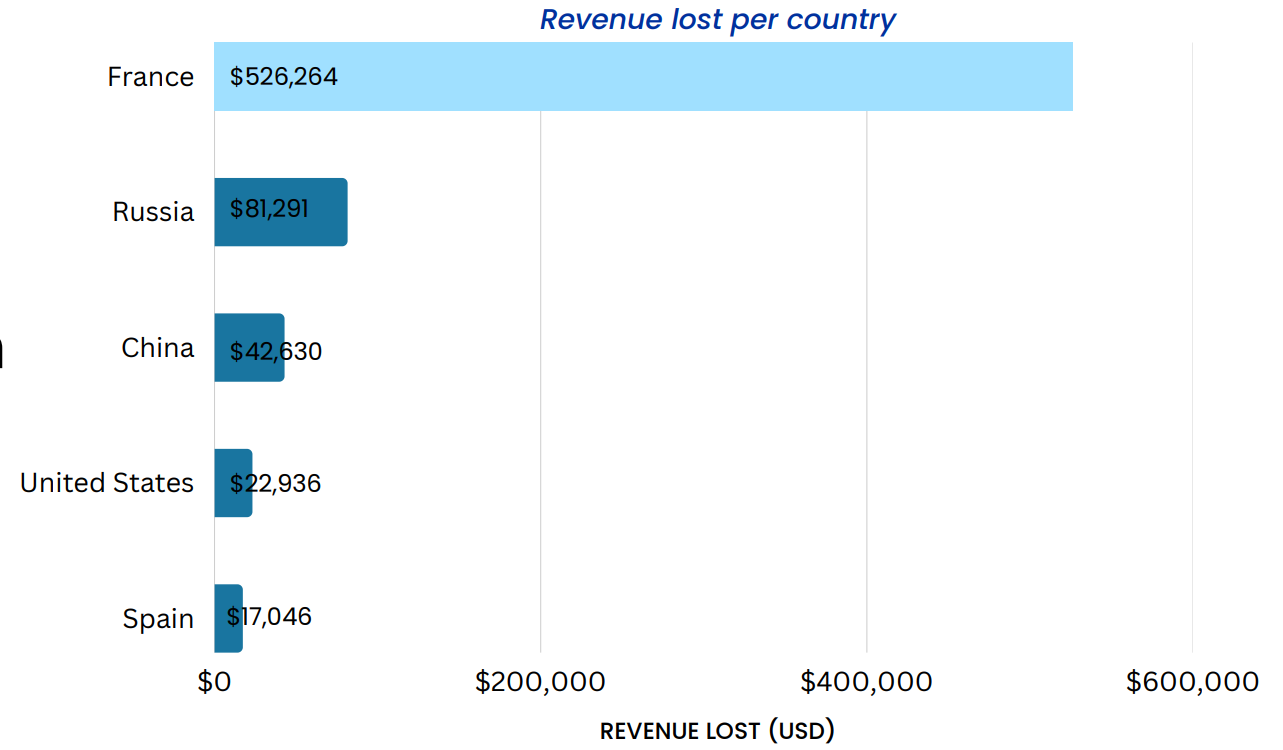 Revenue lost per country
France $526,264
Russia $81,291
China $42,630
United States $22,936
Spain $17,046
$0 $200,000 $400,000 $600,000
REVENUE LOST (USD)